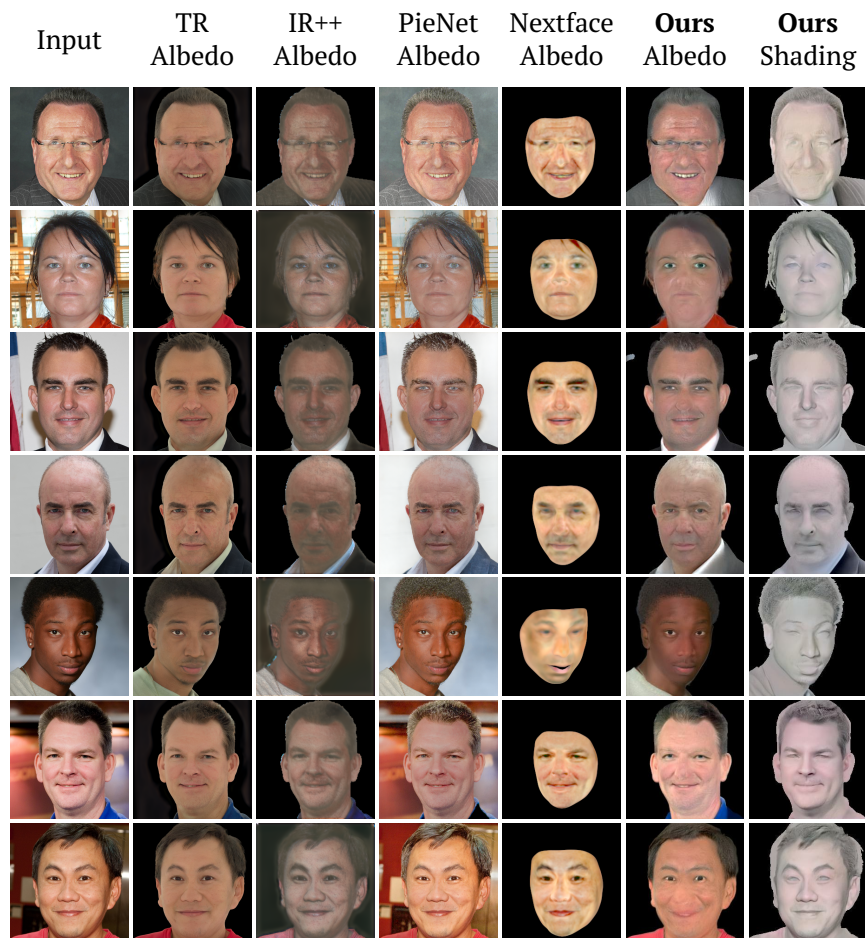 Input
TR
Albedo
IR++
Albedo
PieNet
Albedo
Nextface
Albedo
Ours
Albedo
Ours
Shading